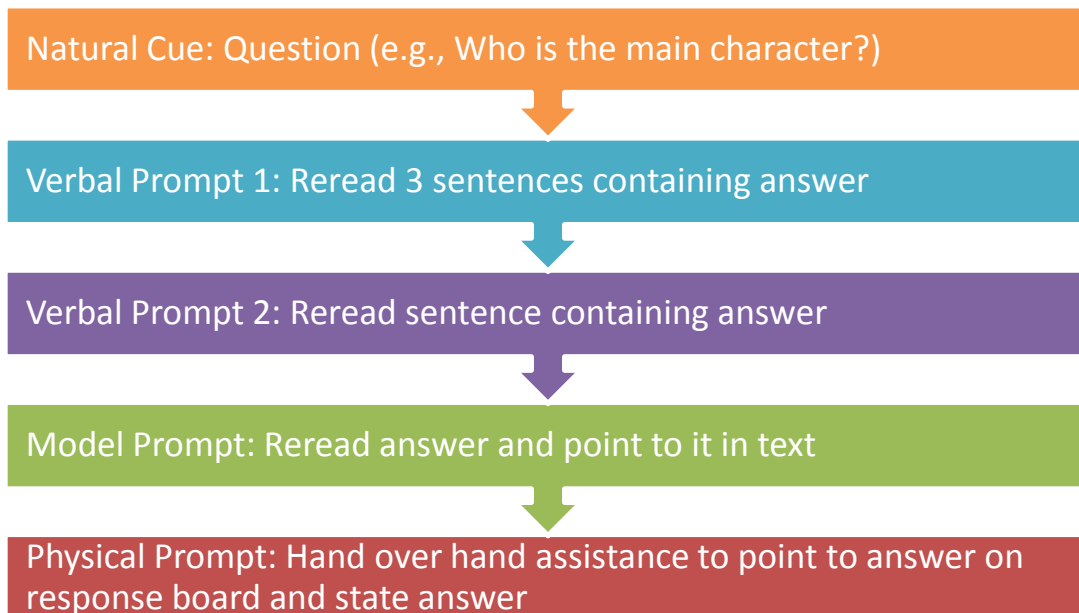 Natural Cue: Question (e.g., Who is the main character?)
Verbal Prompt 1: Reread 3 sentences containing answer
Verbal Prompt 2: Reread sentence containing answer
Model Prompt: Reread answer and point to it in text
Physical Prompt: Hand over hand assistance to point to answer on
response board and state answer